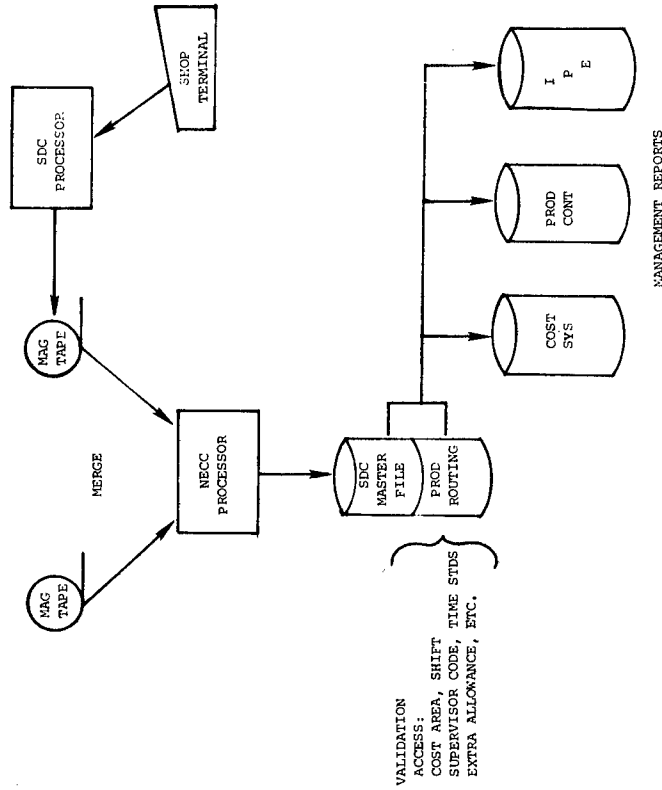 SHOP
TERMINAL
SDC
PROCESSOR
MAG
TAPE
MERGE
MAG
TAPE
NECC
PROCESSOR
SDC
MASTER
FILE
PROD
ROUTING
VALIDATION
ACCESS:
COST AREA, SHIFT
SUPERVISOR CODE, TIME STDS
EXTRA ALLOWANCE, ETC.
COST
SYS
PROD
CONT
I
P
E
MANAGEMENT REPORTS